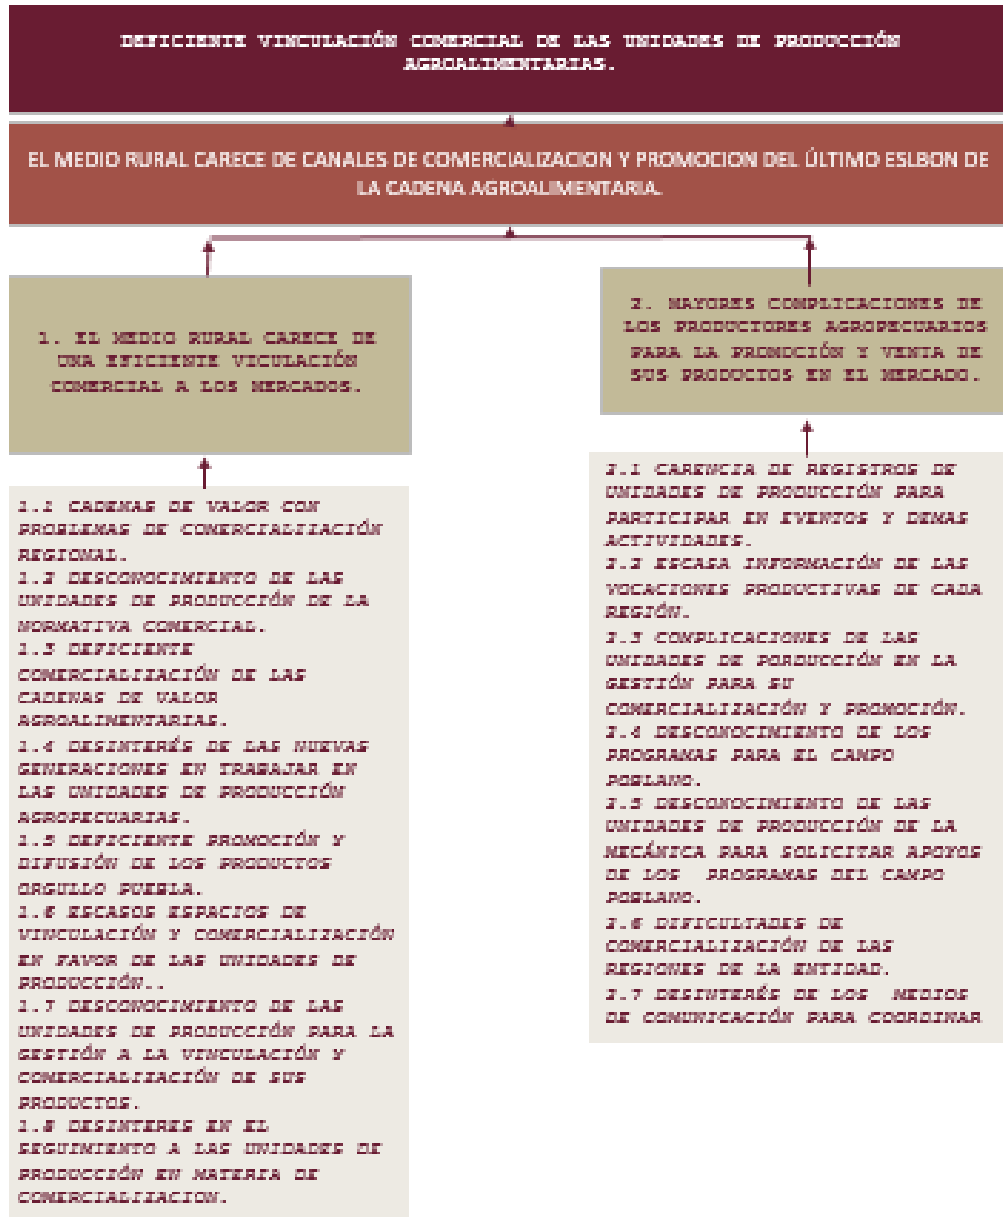 DEFICIENTE VINCULACIÓN COMERCIAL DE LAS UNIDADES DE PRODUCCIÓN
AGROALIMENTARIAS.
EL MEDIO RURAL CARECE DE CANALES DE COMERCIALIZACION Y PROMOCION DEL ÚLTIMO ESLBON DE
LA CADENA AGROALIMENTARIA.
1. EL MEDIO RURAL CARECE DE
UNA EFICIENTE VICULACIÓN
COMERCIAL A LOS MERCADOS.
1.1 CADENAS DE VALOR CON
PROBLEMAS DE COMERCIALIZACIÓN
REGIONAL.
1.2 DESCONOCIMIENTO DE LAS
UNIDADES DE PRODUCCIÓN DE LA
NORMATIVA COMERCIAL.
1.3 DEFICIENTE
COMERCIALIZACIÓN DE LAS
CADENAS DE VALOR
AGROALIMENTARIAS.
1.4 DESINTERÉS DE LAS NUEVAS
GENERACIONES EN TRABAJAR EN
LAS UNIDADES DE PRODUCCIÓN
AGROPECUARIAS.
1.5 DEFICIENTE PROMOCIÓN Y
DIFUSIÓN DE LOS PRODUCTOS
ORGULLO PUEBLA.
1.6 ESCASOS ESPACIOS DE
VINCULACIÓN Y COMERCIALIZACIÓN
EN FAVOR DE LAS UNIDADES DE
PRODUCCIÓN..
1.7 DESCONOCIMIENTO DE LAS
UNIDADES DE PRODUCCIÓN PARA LA
GESTIÓN A LA VINCULACIÓN Y
COMERCIALIZACIÓN DE SUS
PRODUCTOS.
1.8 DESINTERES EN EL
SEGUIMIENTO A LAS UNIDADES DE
PRODUCCIÓN EN MATERIA DE
COMERCIALIZACION.
2. MAYORES COMPLICACIONES DE
LOS PRODUCTORES AGROPECUARIOS
PARA LA PROMOCIÓN Y VENTA DE
SUS PRODUCTOS EN EL MERCADO.
2.1 CARENCIA DE REGISTROS DE
UNIDADES DE PRODUCCIÓN PARA
PARTICIPAR EN EVENTOS Y DEMAS
ACTIVIDADES.
2.2 ESCASA INFORMACIÓN DE LAS
VOCACIONES PRODUCTIVAS DE CADA
REGIÓN.
2.3 COMPLICACIONES DE LAS
UNIDADES DE PORDUCCIÓN EN LA
GESTIÓN PARA SU
COMERCIALIZACIÓN Y PROMOCIÓN.
2.4 DESCONOCIMIENTO DE LOS
PROGRAMAS PARA EL CAMPO
POBLANO.
2.5 DESCONOCIMIENTO DE LAS
UNIDADES DE PRODUCCIÓN DE LA
MECÁNICA PARA SOLICITAR APOYOS
DE LOS PROGRAMAS DEL CAMPO
POBLANO.
2.6 DIFICULTADES DE
COMERCIALIZACIÓN DE LAS
REGIONES DE LA ENTIDAD.
2.7 DESINTERÉS DE LOS MEDIOS
DE COMUNICACIÓN PARA COORDINAR